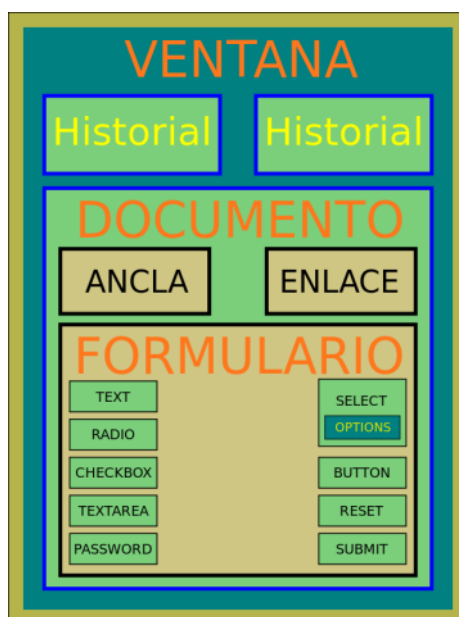 VENTANA
Historial
Historial
DOCUMENTO
ANCLA
ENLACE
FORMULARIO
TEXT
RADIO
CHECKBOX
TEXTAREA
PASSWORD
SELECT
OPTIONS
BUTTON
RESET
SUBMIT